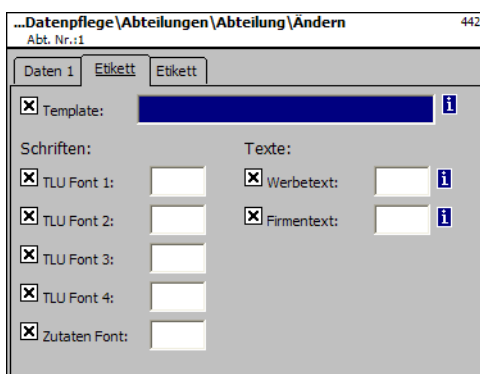 ...Datenpflege\Abteilungen\Abteilung\Ändern 442
Abt. Nr.:1
Daten 1 Etikett Etikett
Template: i
Schriften: Texte:
TLU Font 1: Werbetext: i
TLU Font 2: Firmentext: i
TLU Font 3:
TLU Font 4:
Zutaten Font: